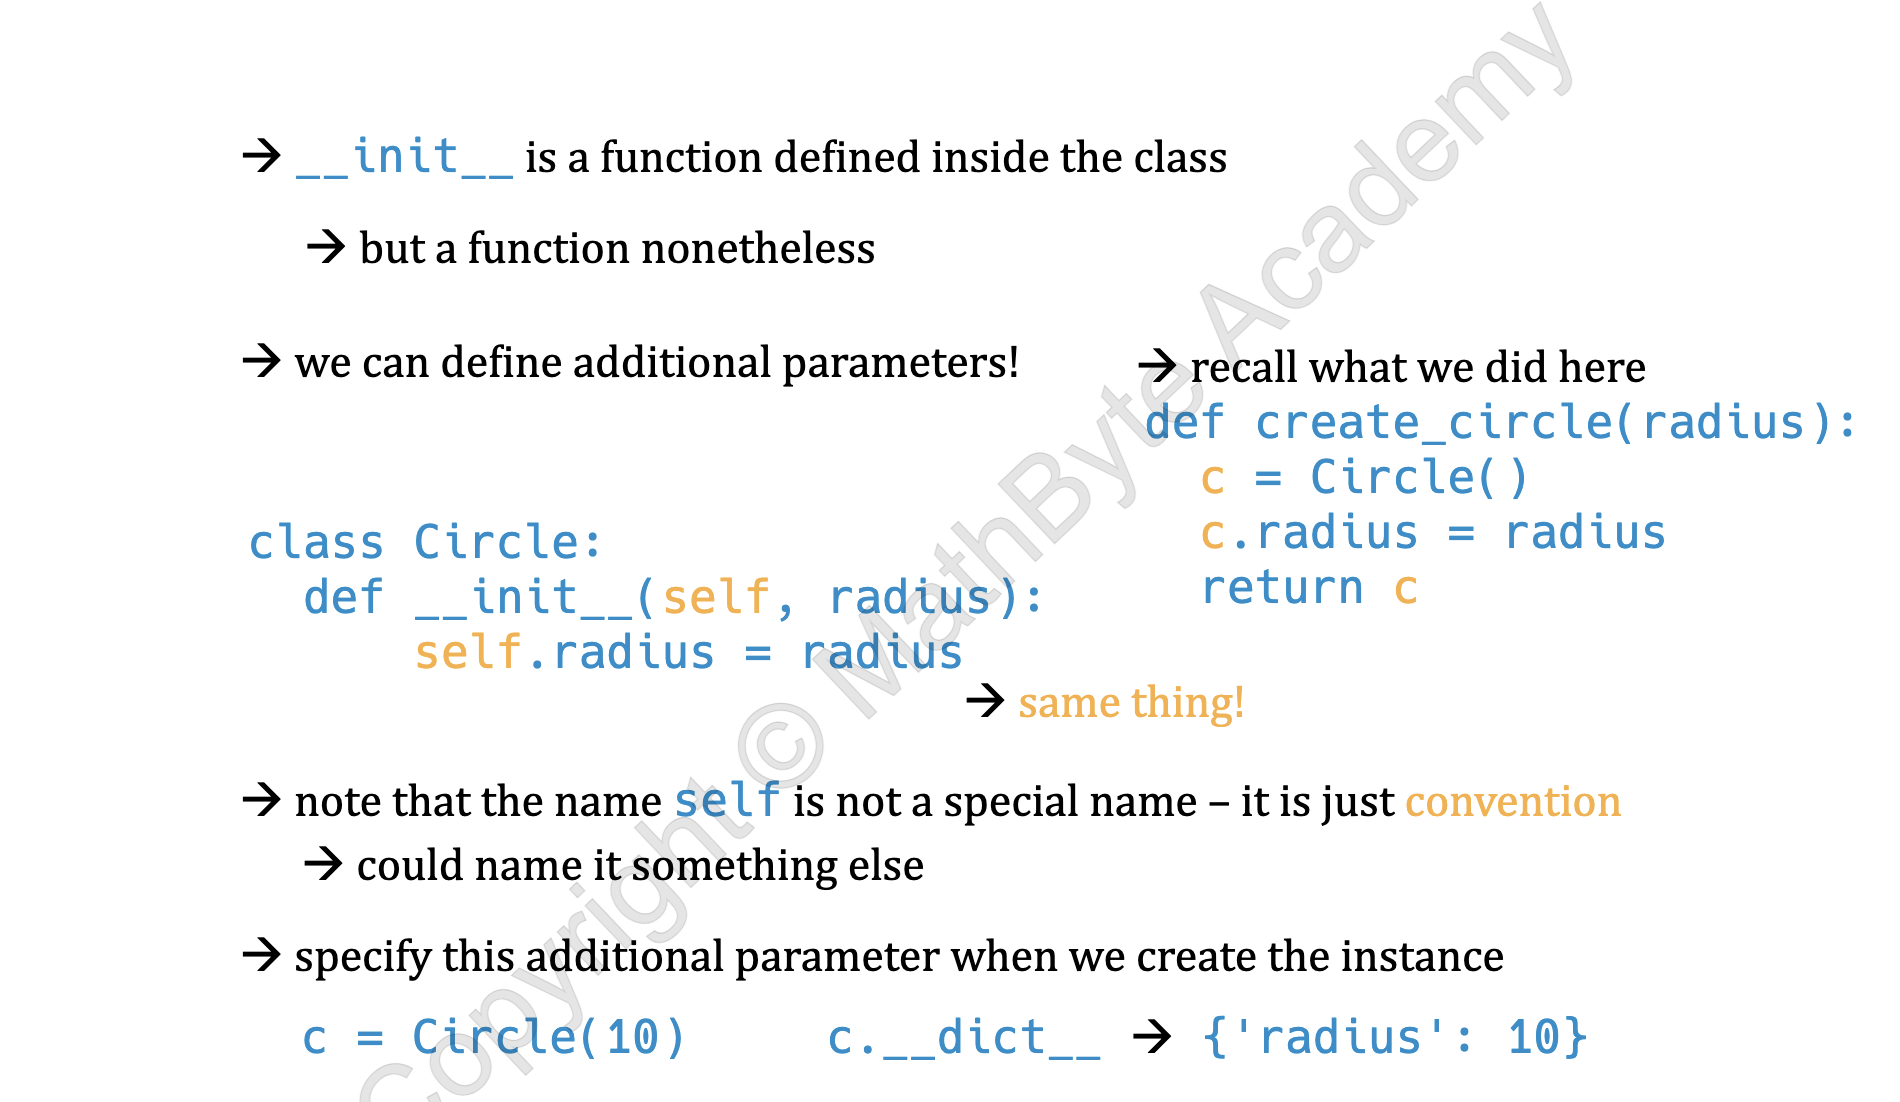 → __init__ is a function defined inside the class
→ but a function nonetheless
→ we can define additional parameters!
→ recall what we did here
def create_circle(radius):
c = Circle()
c.radius = radius
return c
class Circle:
def __init__(self, radius):
self.radius = radius
→ same thing!
→ note that the name self is not a special name – it is just convention
→ could name it something else
→ specify this additional parameter when we create the instance
c = Circle(10) c.__dict__ → {'radius': 10}
Copyright © MathByte Academy